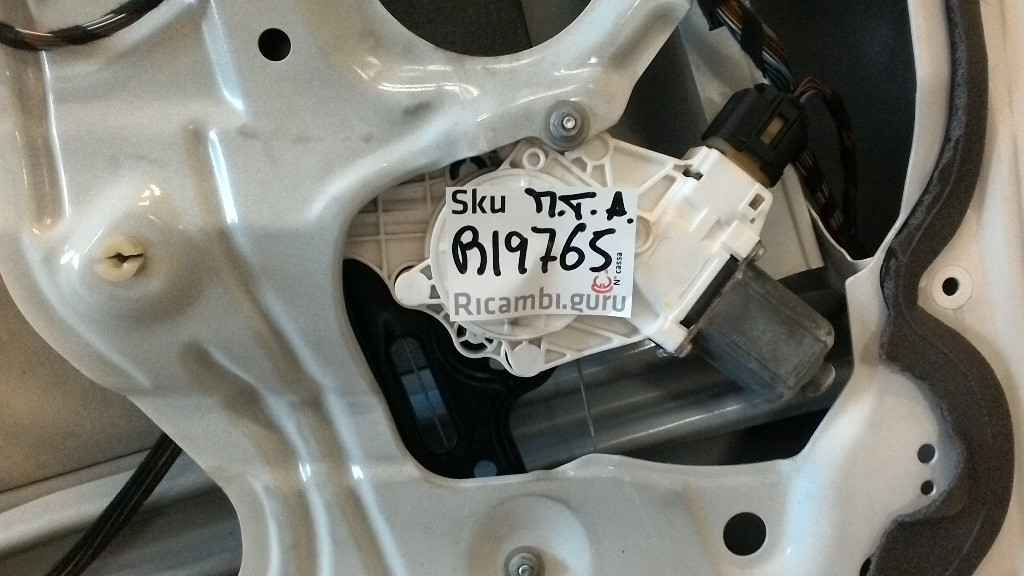 Sku M.T.A.
B19765
N° cassa
Ricambi.guru